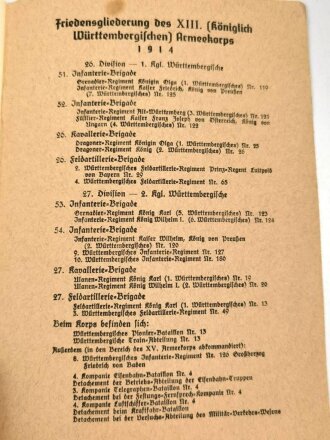 Friedensgliederung des XIII. (Königlich
Württembergischen) Armeekorps
1914
26. Division — 1. Kgl. Württembergische
51. Infanterie-Brigade
Grenadier-Regiment Königin Olga (1. Württembergisches) Nr. 119
Infanterie-Regiment Kaiser Friedrich, König von Preußen
(7. Württembergisches) Nr. 125
52. Infanterie-Brigade
Infanterie-Regiment Alt-Württemberg (3. Württembergisches) Nr. 121
Füsilier-Regiment Kaiser Franz Joseph von Österreich, König von
Ungarn (4. Württembergisches) Nr. 122
26. Kavallerie-Brigade
Dragoner-Regiment Königin Olga (1. Württembergisches) Nr. 25
Dragoner-Regiment König (2. Württembergisches) Nr. 26
26. Feldartillerie-Brigade
2. Württembergisches Feldartillerie-Regiment Prinz-Regent Luitpold
von Bayern Nr. 29
4. Württembergisches Feldartillerie-Regiment Nr. 65
27. Division — 2. Kgl. Württembergische
53. Infanterie-Brigade
Grenadier-Regiment König Karl (5. Württembergisches) Nr. 123
Infanterie-Regiment König Wilhelm I. (6. Württembergisches) Nr. 124
54. Infanterie-Brigade
Infanterie-Regiment Kaiser Wilhelm, König von Preußen
(2. Württembergisches) Nr. 120
9. Württembergisches Infanterie-Regiment Nr. 127
10. Württembergisches Infanterie-Regiment Nr. 180
27. Kavallerie-Brigade
Ulanen-Regiment König Karl (1. Württembergisches) Nr. 19
Ulanen-Regiment König Wilhelm I. (2. Württembergisches) Nr. 20
27. Feldartillerie-Brigade
Feldartillerie-Regiment König Karl (1. Württembergisches) Nr. 13
3. Württembergisches Feldartillerie-Regiment Nr. 49
Beim Korps befinden sich:
Württembergisches Pionier-Bataillon Nr. 13
Württembergische Train-Abteilung Nr. 13
Außerdem (in den Bereich des XV. Armeekorps abkommandiert):
8. Württembergisches Infanterie-Regiment Nr. 126 Großherzog
Friedrich von Baden
4. Kompanie Eisenbahn-Bataillon Nr. 4
Detachement der Betriebs-Abteilung der Eisenbahn-Truppen
4. Kompanie Telegraphen-Bataillon Nr. 4
Detachement bei der Festungs-Fernsprech-Kompanie Nr. 4
4. Kompanie Luftschiffer-Bataillon Nr. 4
Detachement beim Kraftfahr-Bataillon
Detachement bei der Versuchs-Abteilung des Militär-Verkehrs-Wesens